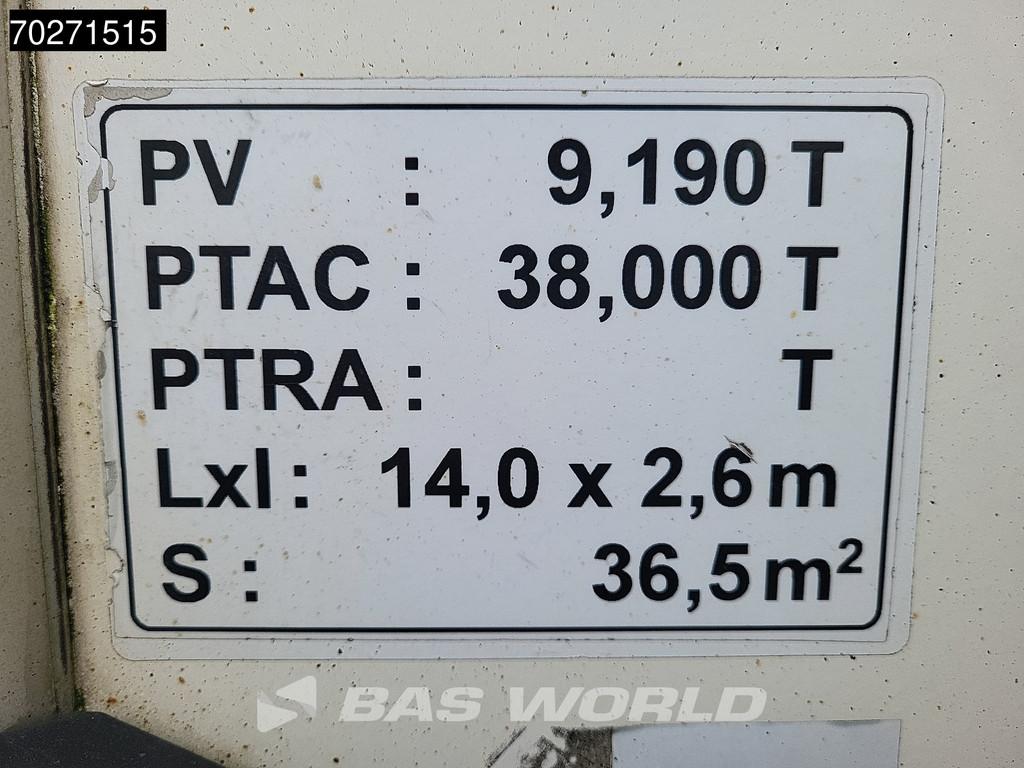 70271515
PV : 9,190 T
PTAC : 38,000 T
PTRA : T
Lxl : 14,0 x 2,6 m
S : 36,5 m²
BAS WORLD